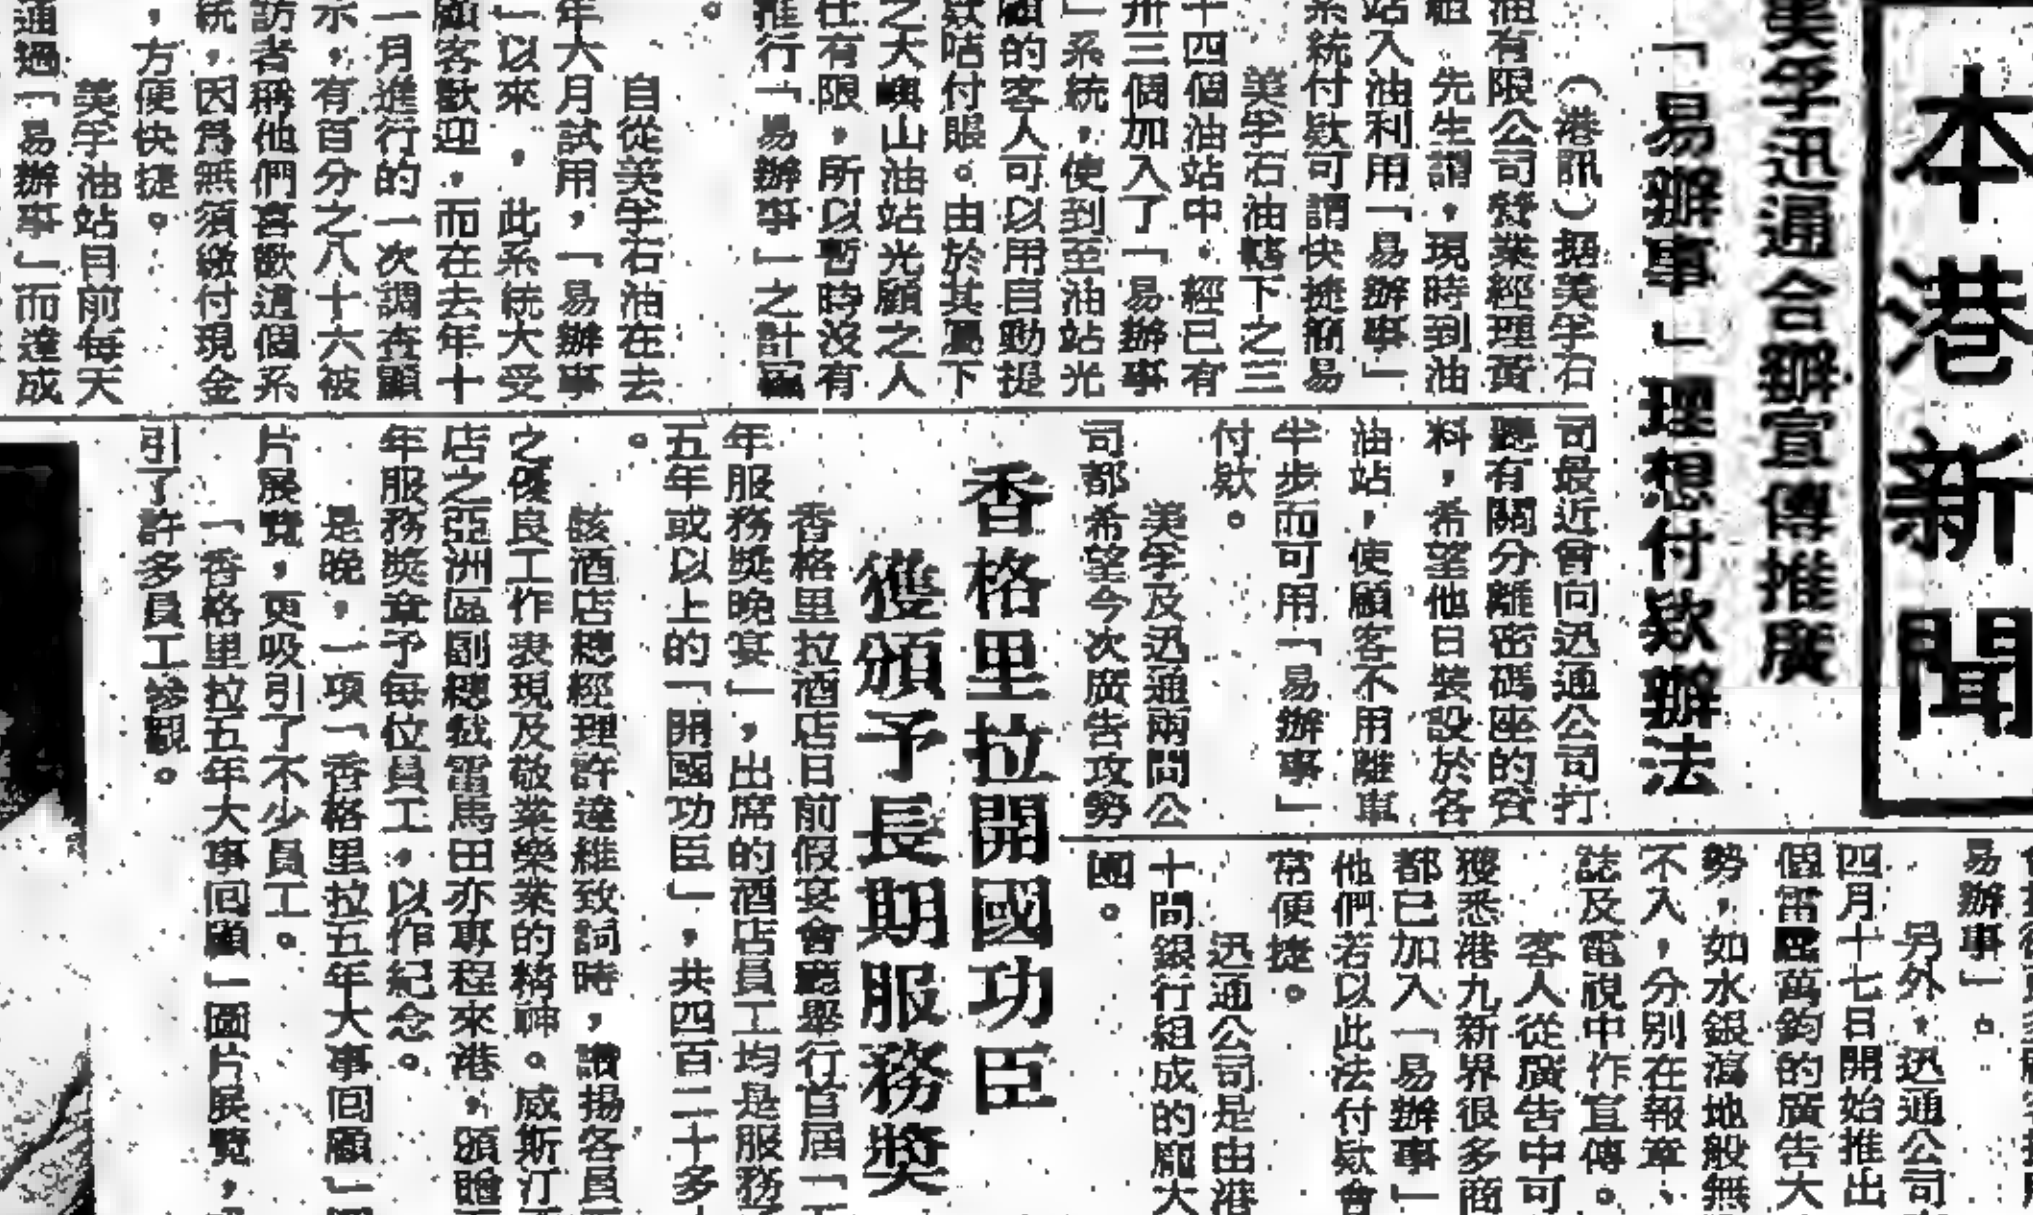 本港新聞
美孚迅通合辦宣傳推廣
「易辦事」理想付欵辦法
（港訊）據美孚石
油有限公司營業經理黃
組 先生謂，現時到油
站入油利用「易辦事」
系統付欵可謂快捷簡易
美孚石油轄下之三
十四個油站中，經已有
卅三個加入了「易辦事
」系統，使到至油站光
顧的客人可以用自動提
欵咭付賬。由於其屬下
之大嶼山油站光顧之人
仕有限，所以暫時沒有
推行「易辦事」之計劃
。
自從美孚石油在去
年六月試用，「易辦事
」以來，此系統大受
顧客歡迎，而在去年十
一月進行的一次調查顯
示，有百分之八十六被
訪者稱他們喜歡這個系
統，因為無須繳付現金
，方便快捷。
美孚油站目前每天
通過「易辦事」而達成
司最近曾向迅通公司打
聽有關分離密碼座的資
料，希望他日裝設於各
油站，使顧客不用離車
半步而可用「易辦事」
付欵。
美孚及迅通兩間公
司都希望今次廣告攻勢
易辦事」。
另外，迅通公司
四月十七日開始推出
個雷霆萬鈞的廣告大
勢，如水銀瀉地般無
不入，分別在報章、
誌及電視中作宣傳。
客人從廣告中可
獲悉港九新界很多商
都已加入「易辦事」
他們若以此法付欵會
常便捷。
迅通公司是由港
十間銀行組成的龐大
團。
香格里拉開國功臣
獲頒予長期服務獎
香格里拉酒店日前假宴會廳舉行首屆「五
年服務獎晚宴」，出席的酒店員工均是服務
五年或以上的「開國功臣」，共四百二十多
。
該酒店總經理許達維致詞時，讚揚各員
之優良工作表現及敬業樂業的精神。威斯汀
店之亞洲區副總裁雷馬田亦專程來港，頒贈
年服務獎章予每位員工，以作紀念。
是晚，一項「香格里拉五年大事回顧」圖
片展覽，更吸引了不少員工。
「香格里拉五年大事回顧」圖片展覽，
引了許多員工參觀。